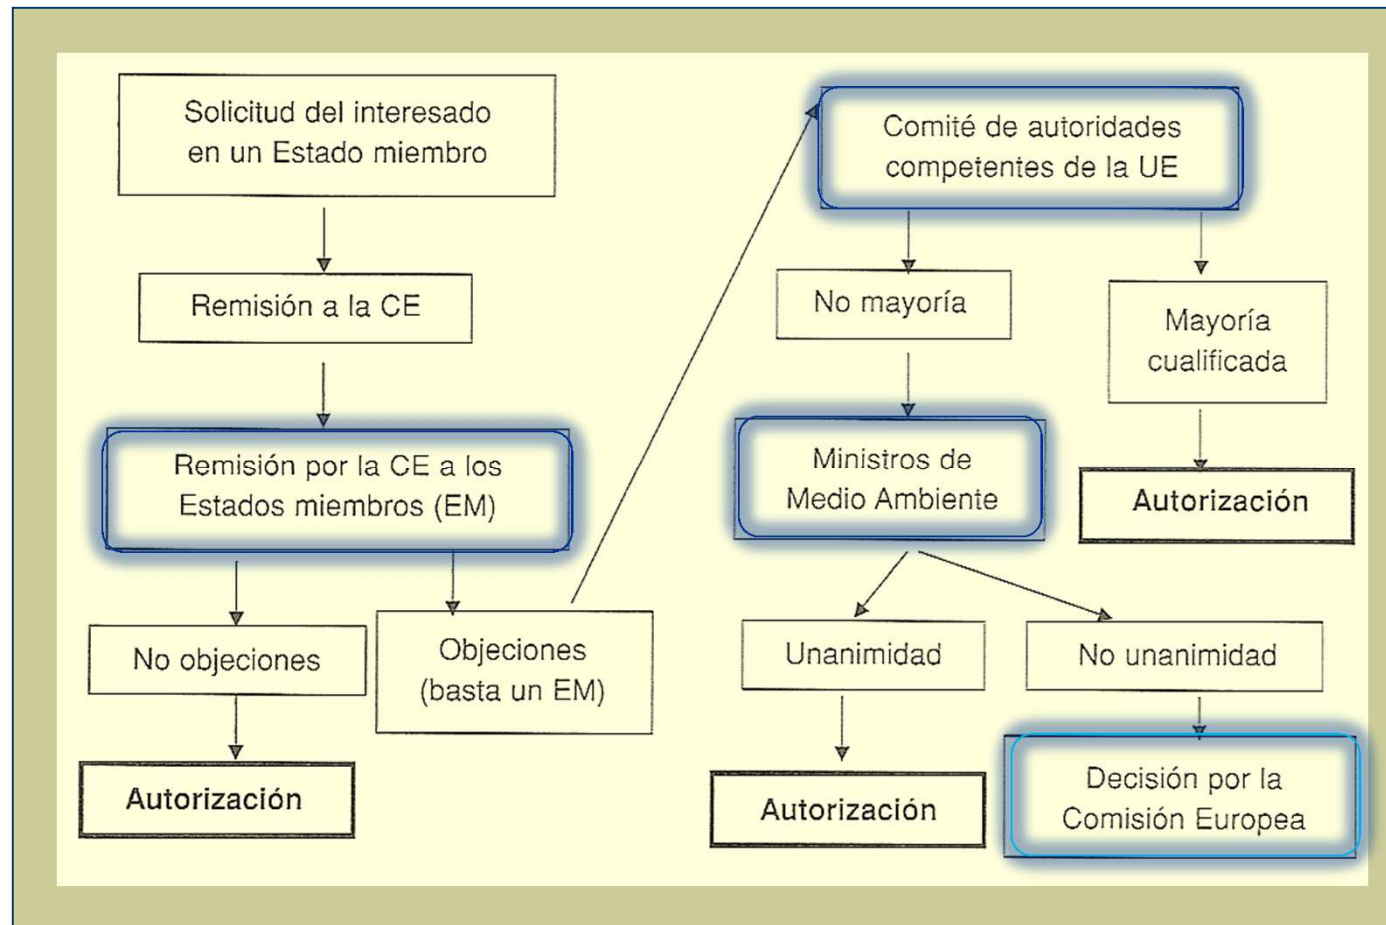 Solicitud del interesado
en un Estado miembro
Remisión a la CE
Remisión por la CE a los
Estados miembros (EM)
No objeciones
Objeciones
(basta un EM)
Autorización
Comité de autoridades
competentes de la UE
No mayoría
Mayoría
cualificada
Ministros de
Medio Ambiente
Autorización
Unanimidad
No unanimidad
Autorización
Decisión por la
Comisión Europea